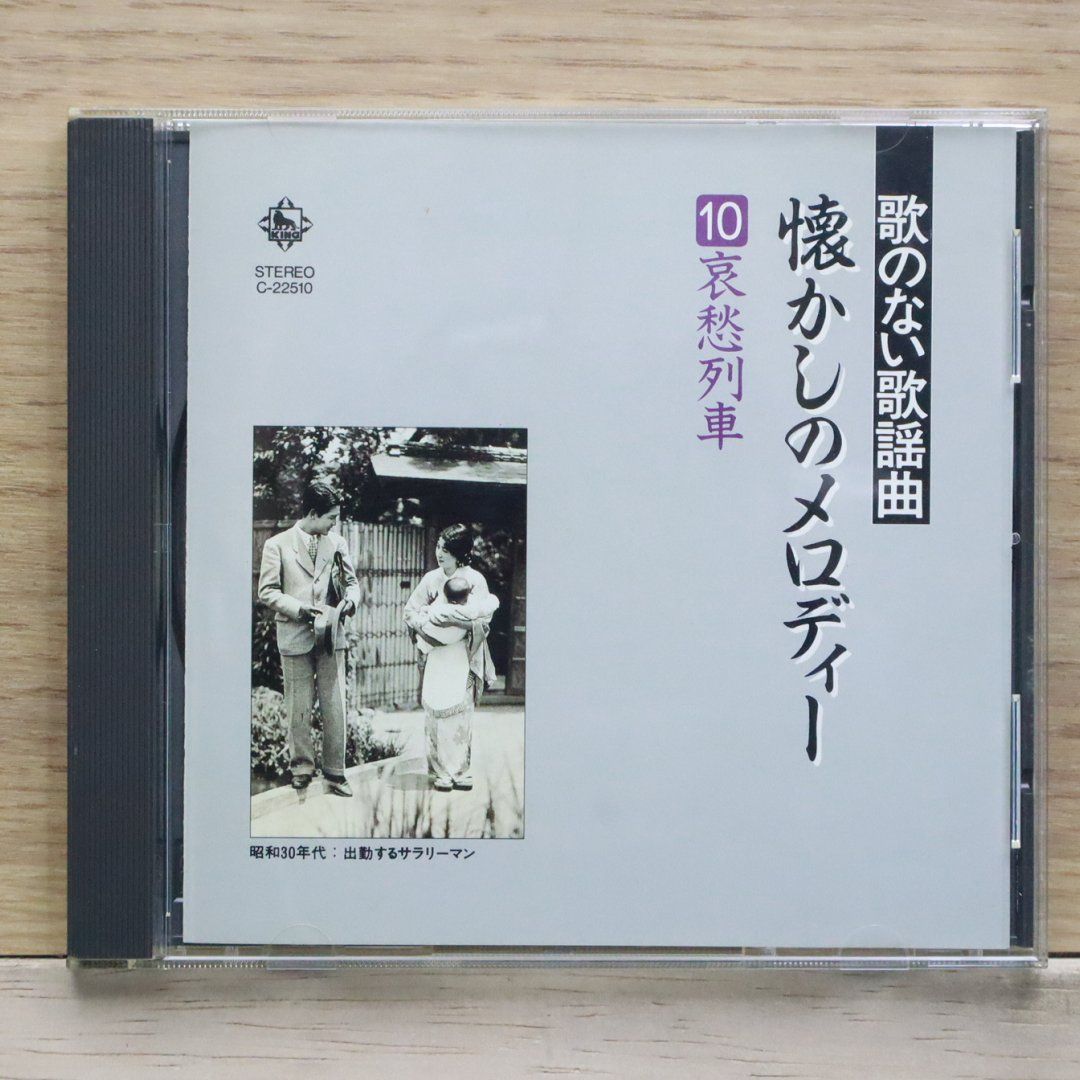 歌のない歌謡曲
懐かしのメロディー
10 哀愁列車
KING
STEREO
C-22510
昭和30年代：出勤するサラリーマン